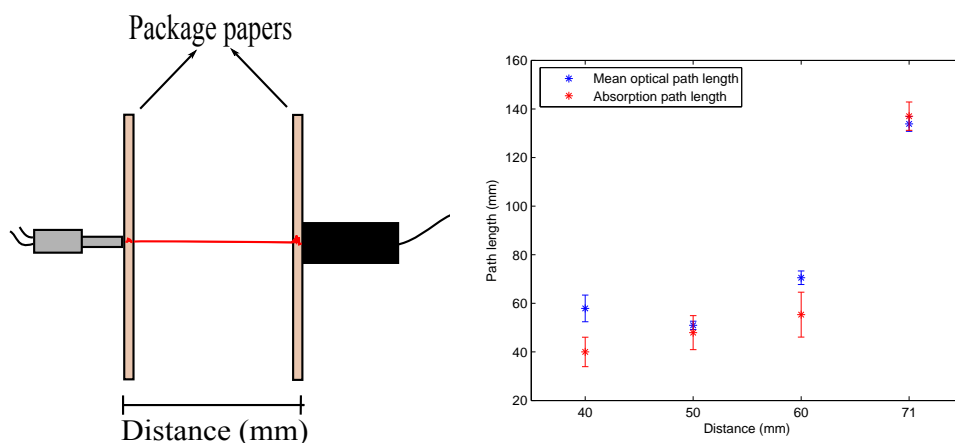 Package papers
Distance (mm)
160
140
120
100
80
60
40
20
Path length (mm)
Mean optical path length
Absorption path length
40 50 60 71
Distance (mm)